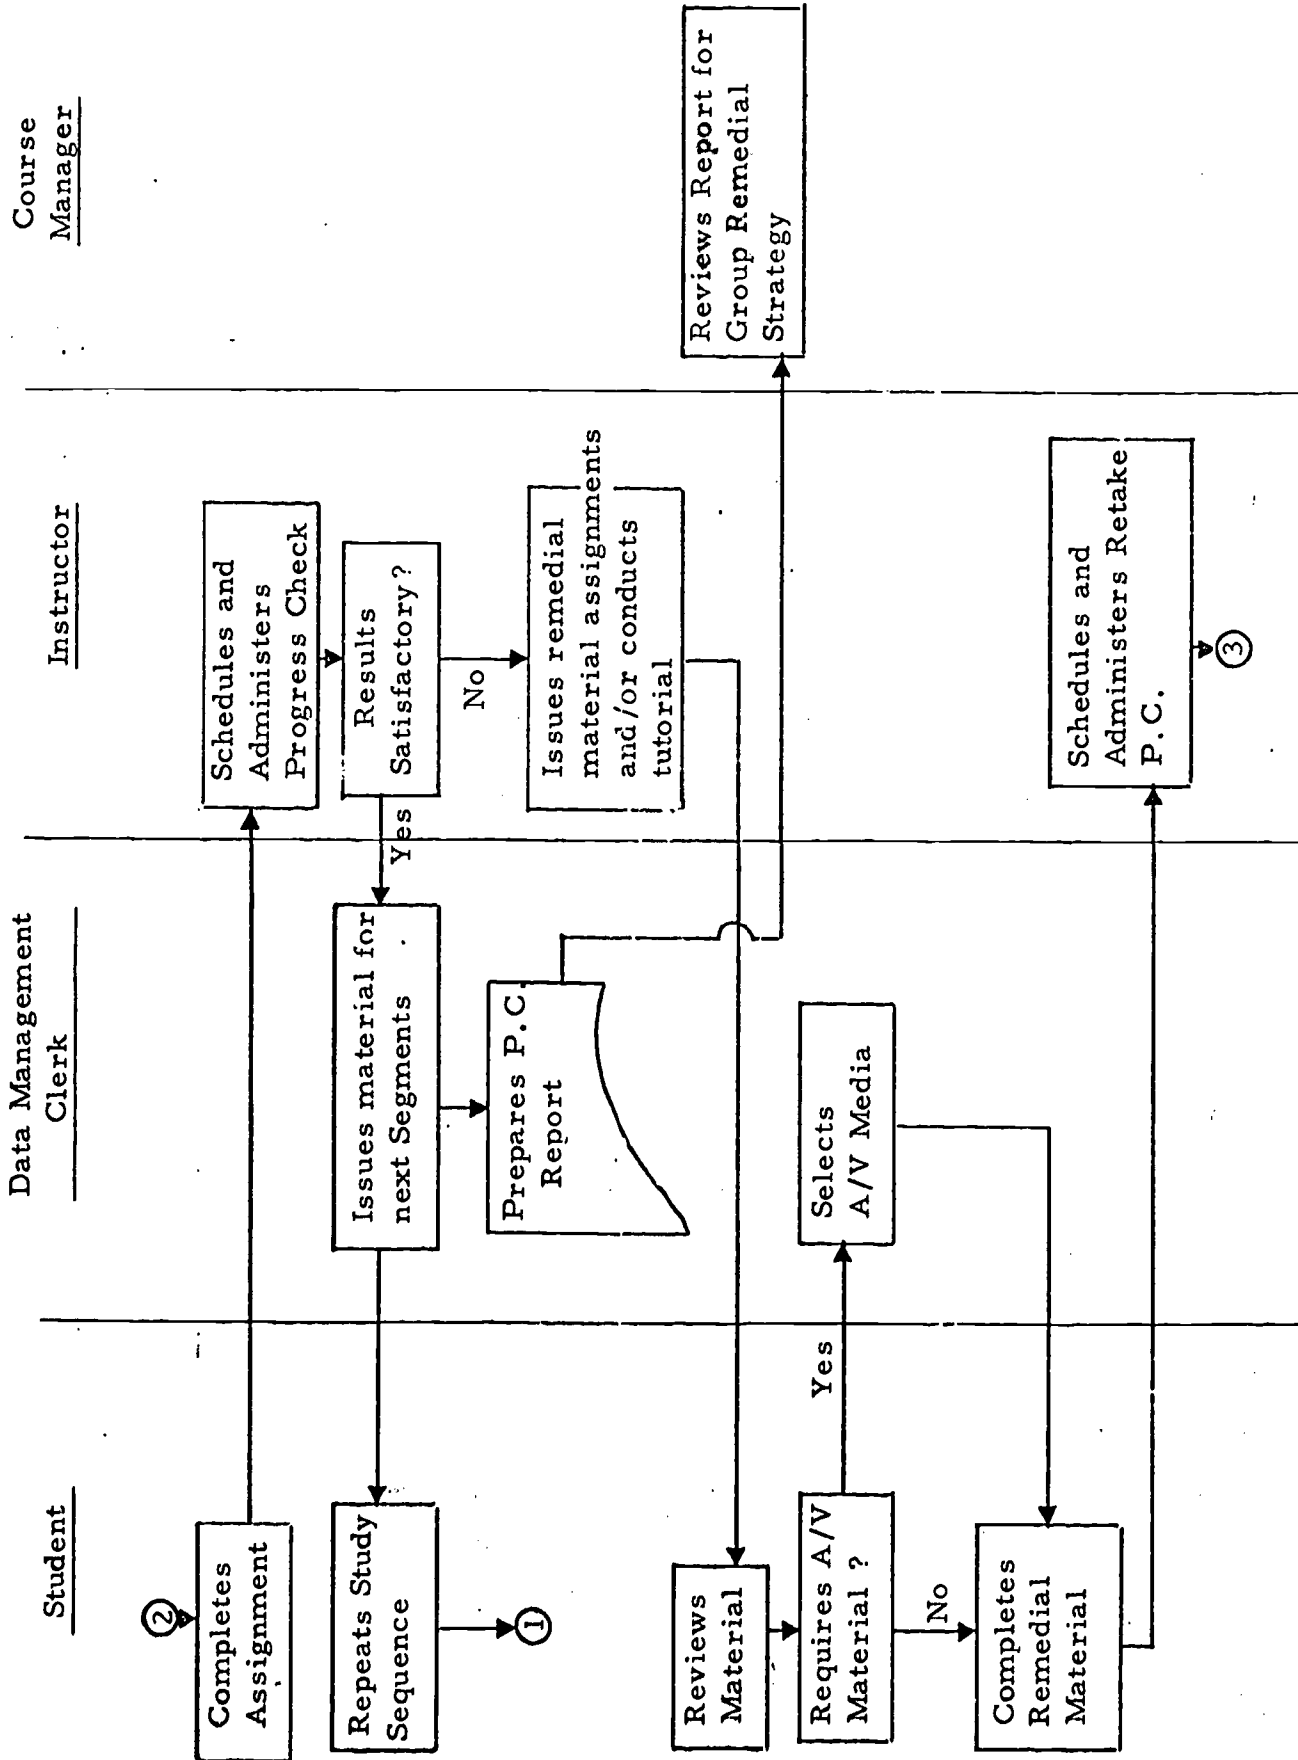 Student
Data Management
Clerk
Instructor
Course
Manager
②
Completes
Assignment
Schedules and
Administers
Progress Check
Results
Satisfactory?
Yes
No
Issues material for
next Segments
Repeats Study
Sequence
①
Prepares P.C.
Report
Issues remedial
material assignments
and/or conducts
tutorial
Reviews Report for
Group Remedial
Strategy
Reviews
Material
Requires A/V
Material ?
Yes
No
Selects
A/V Media
Completes
Remedial
Material
Schedules and
Administers Retake
P.C.
③